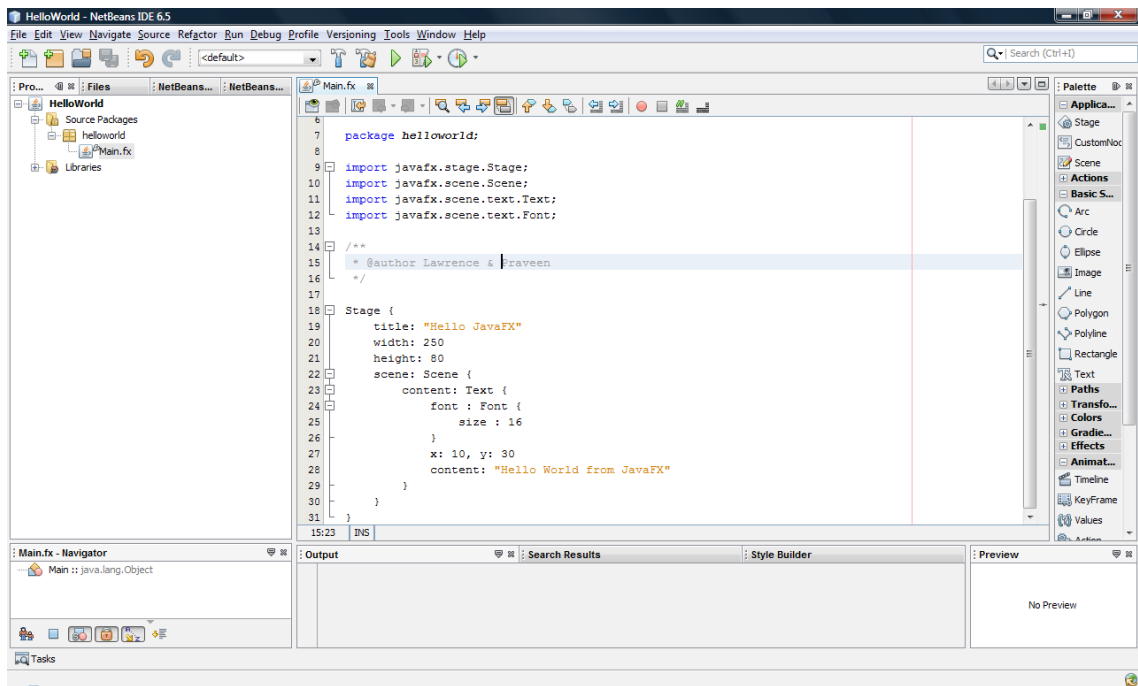 HelloWorld - NetBeans IDE 6.5
File Edit View Navigate Source Refactor Run Debug Profile Versioning Tools Window Help
<default>
Search (Ctrl+I)
Pro... Files NetBeans... NetBeans...
HelloWorld
Source Packages
helloworld
Main.fx
Libraries
Main.fx
6
7 package helloworld;
8
9 import javafx.stage.Stage;
10 import javafx.scene.Scene;
11 import javafx.scene.text.Text;
12 import javafx.scene.text.Font;
13
14 /**
15 * @author Lawrence & Praveen
16 */
17
18 Stage {
19 title: "Hello JavaFX"
20 width: 250
21 height: 80
22 scene: Scene {
23 content: Text {
24 font : Font {
25 size : 16
26 }
27 x: 10, y: 30
28 content: "Hello World from JavaFX"
29 }
30 }
31 }
15:23 INS
Palette
Applica...
Stage
CustomNoc
Scene
Actions
Basic S...
Arc
Circle
Ellipse
Image
Line
Polygon
Polyline
Rectangle
Text
Paths
Transfo...
Colors
Gradie...
Effects
Animat...
Timeline
KeyFrame
Values
Action
Main.fx - Navigator
Main :: java.lang.Object
Output Search Results Style Builder
Preview
No Preview
Tasks